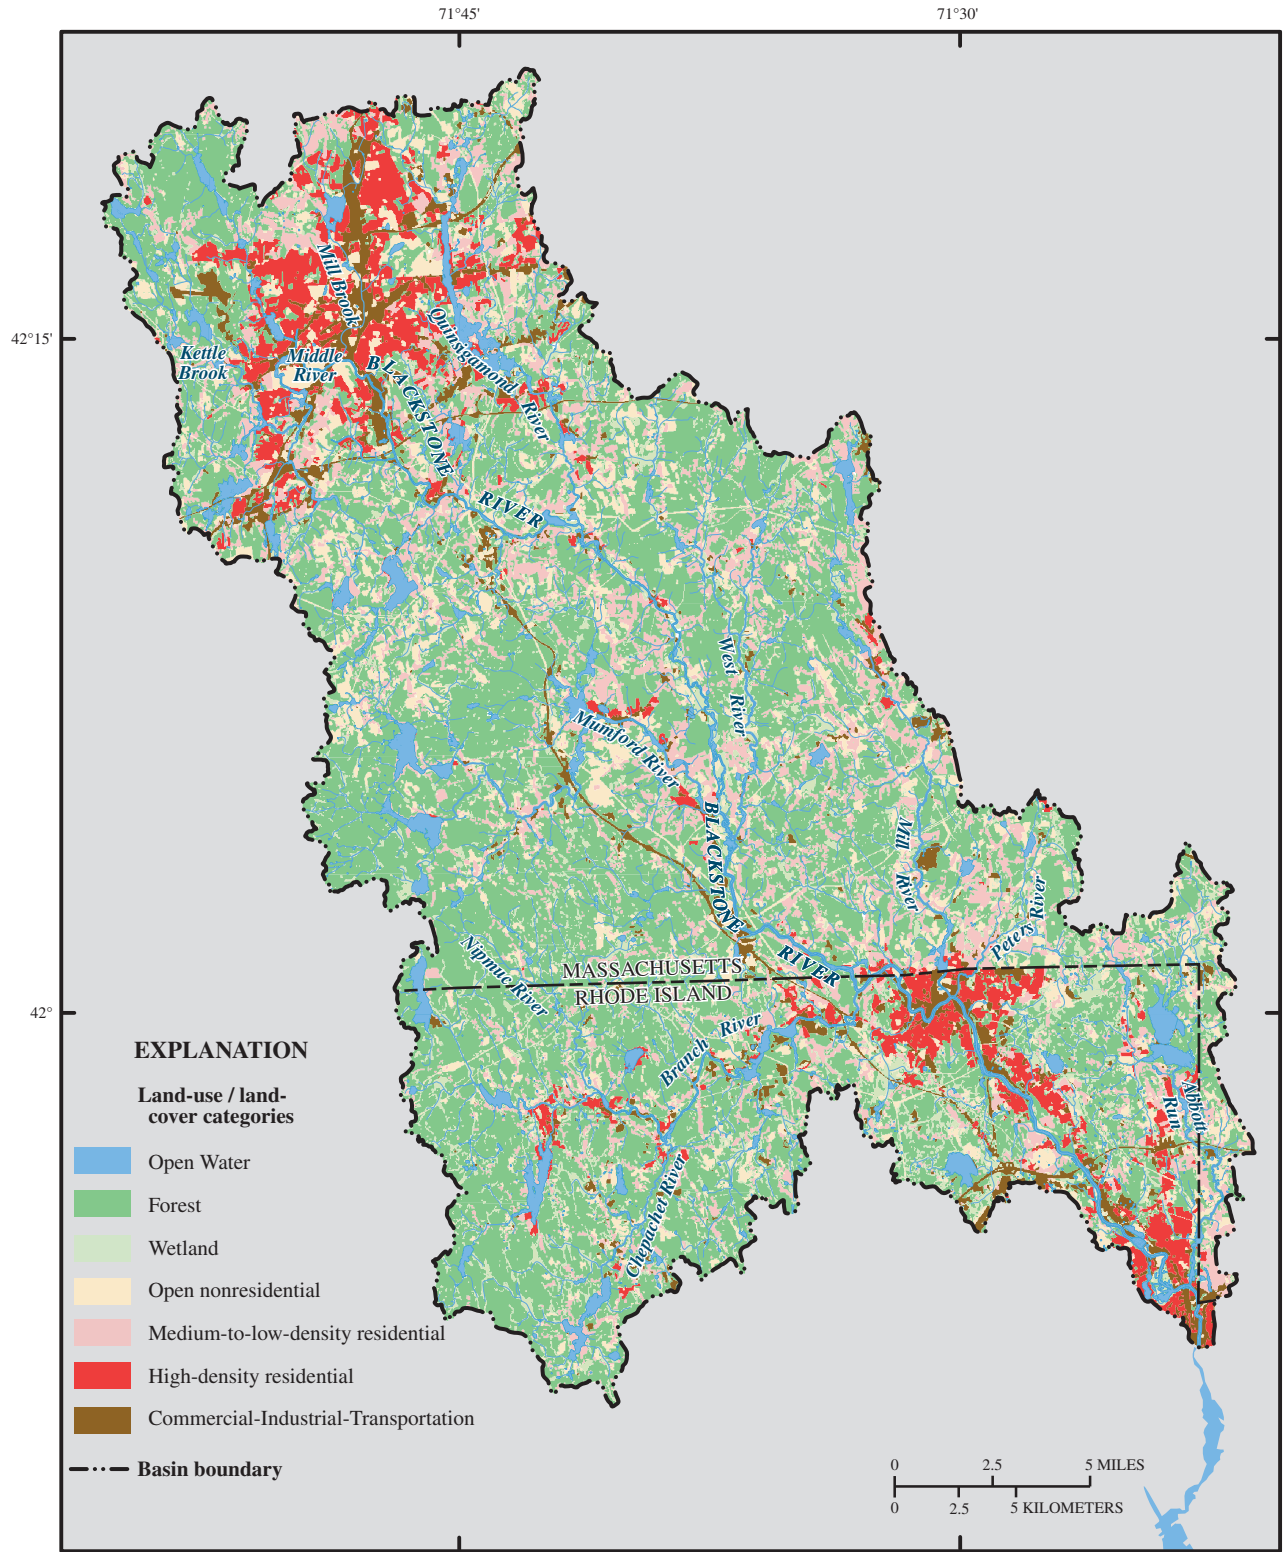 71°45'
71°30'
42°15'
Mill Brook
Kettle
Brook
Middle
River
Quinsigamond
River
BLACKSTONE
RIVER
West
River
Mumford River
BLACKSTONE
RIVER
Mill
River
Peters River
Nipmuc River
MASSACHUSETTS
RHODE ISLAND
42°
Branch River
Chepachet River
Abbott
Run
EXPLANATION
Land-use / land-
cover categories
Open Water
Forest
Wetland
Open nonresidential
Medium-to-low-density residential
High-density residential
Commercial-Industrial-Transportation
Basin boundary
0 2.5 5 MILES
0 2.5 5 KILOMETERS